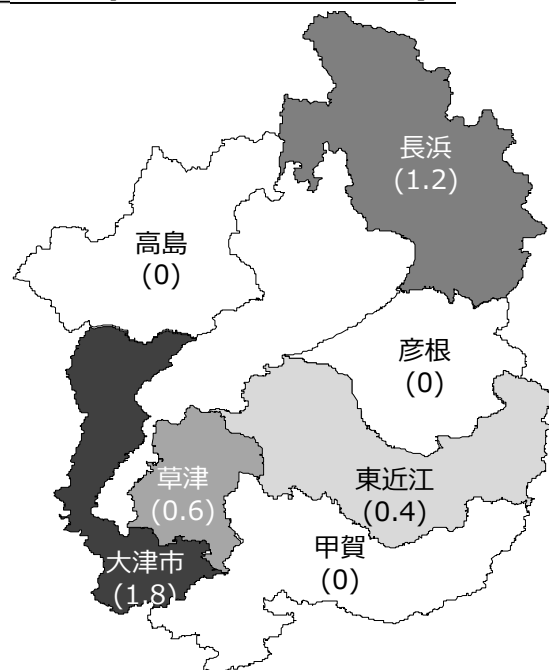 長浜
(1.2)
高島
(0)
彦根
(0)
草津
(0.6)
東近江
(0.4)
甲賀
(0)
大津市
(1.8)